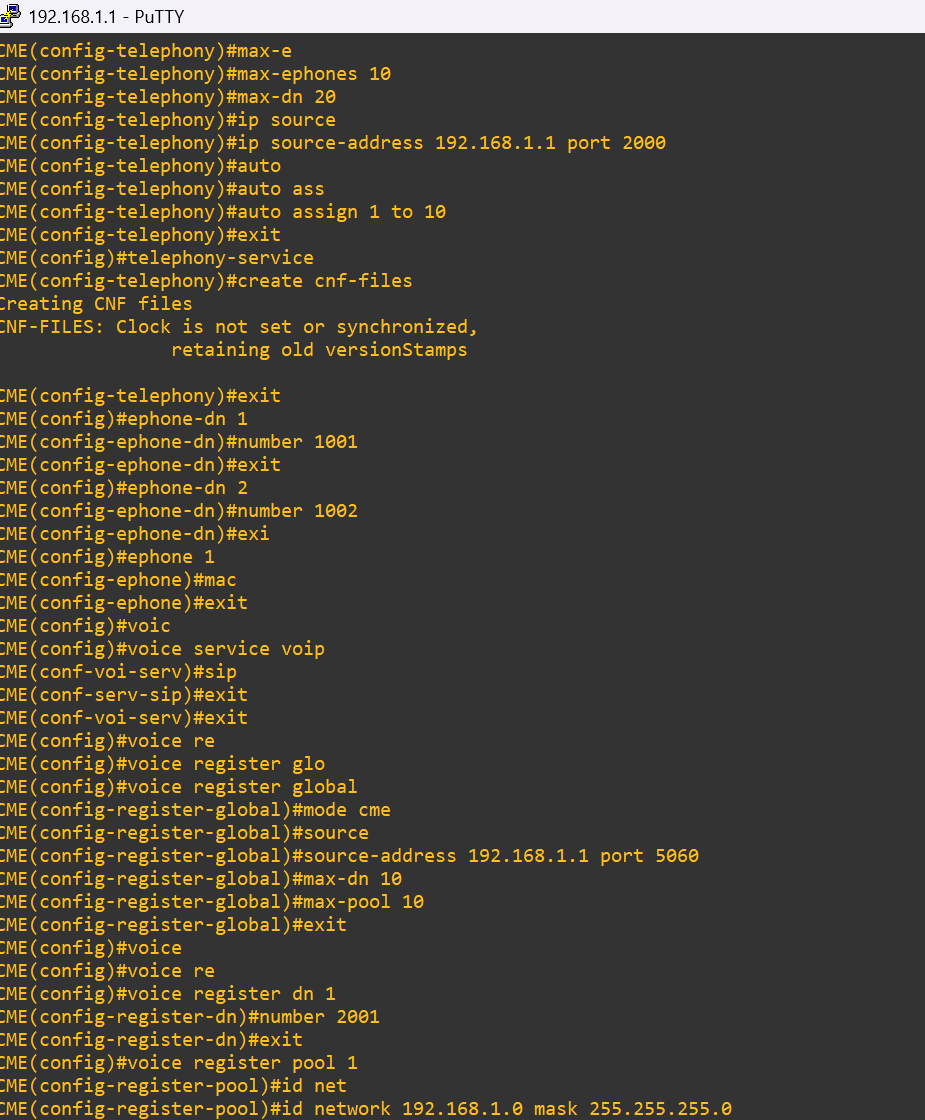 192.168.1.1 - PuTTY
CME(config-telephony)#max-e
CME(config-telephony)#max-ephones 10
CME(config-telephony)#max-dn 20
CME(config-telephony)#ip source
CME(config-telephony)#ip source-address 192.168.1.1 port 2000
CME(config-telephony)#auto
CME(config-telephony)#auto ass
CME(config-telephony)#auto assign 1 to 10
CME(config-telephony)#exit
CME(config)#telephony-service
CME(config-telephony)#create cnf-files
Creating CNF files
CNF-FILES: Clock is not set or synchronized,
retaining old versionStamps
CME(config-telephony)#exit
CME(config)#ephone-dn 1
CME(config-ephone-dn)#number 1001
CME(config-ephone-dn)#exit
CME(config)#ephone-dn 2
CME(config-ephone-dn)#number 1002
CME(config-ephone-dn)#exi
CME(config)#ephone 1
CME(config-ephone)#mac
CME(config-ephone)#exit
CME(config)#voic
CME(config)#voice service voip
CME(conf-voi-serv)#sip
CME(conf-serv-sip)#exit
CME(conf-voi-serv)#exit
CME(config)#voice re
CME(config)#voice register glo
CME(config)#voice register global
CME(config-register-global)#mode cme
CME(config-register-global)#source
CME(config-register-global)#source-address 192.168.1.1 port 5060
CME(config-register-global)#max-dn 10
CME(config-register-global)#max-pool 10
CME(config-register-global)#exit
CME(config)#voice
CME(config)#voice re
CME(config)#voice register dn 1
CME(config-register-dn)#number 2001
CME(config-register-dn)#exit
CME(config)#voice register pool 1
CME(config-register-pool)#id net
CME(config-register-pool)#id network 192.168.1.0 mask 255.255.255.0